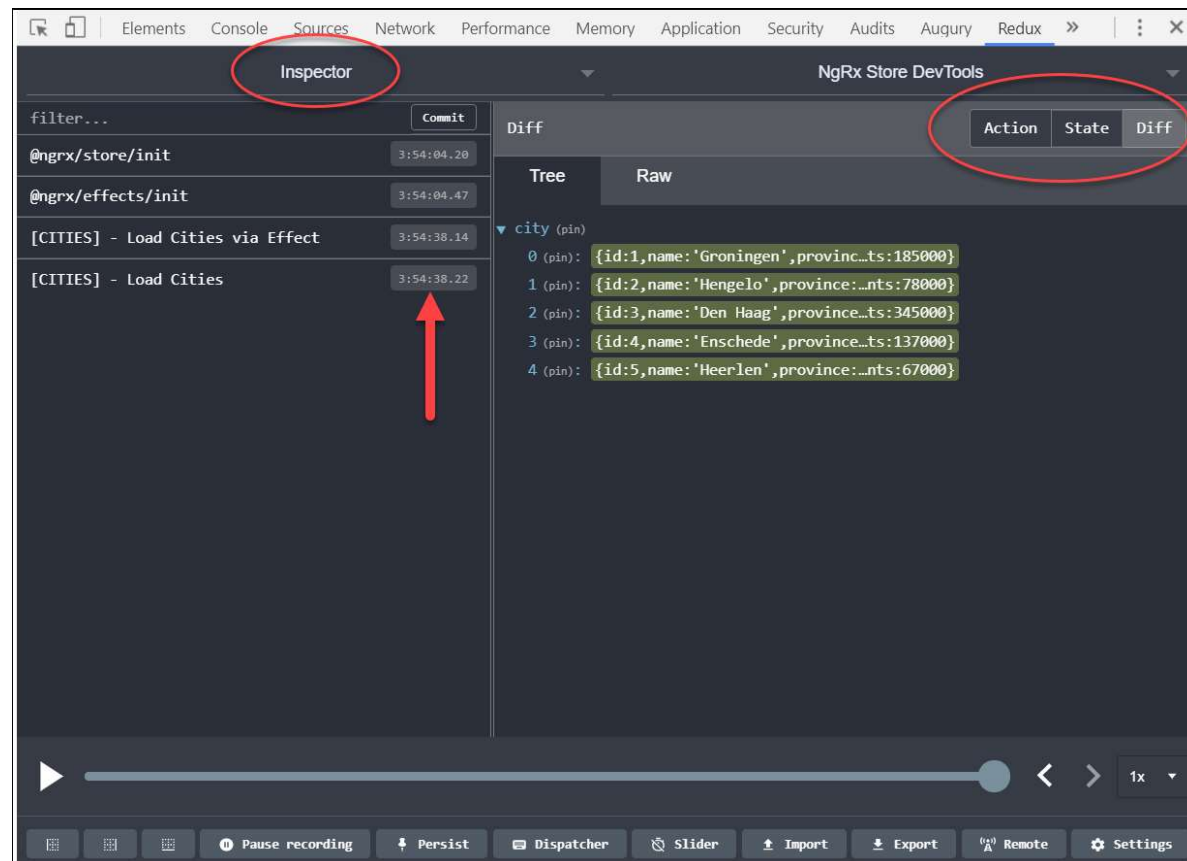 Elements Console Sources Network Performance Memory Application Security Audits Augury Redux »
Inspector NgRx Store DevTools
filter... Commit
Diff Action State Diff
@ngrx/store/init 3:54:04.20
@ngrx/effects/init 3:54:04.47
[CITIES] - Load Cities via Effect 3:54:38.14
[CITIES] - Load Cities 3:54:38.22
Tree Raw
city (pin)
0 (pin): {id:1,name:'Groningen',provinc…ts:185000}
1 (pin): {id:2,name:'Hengelo',province:…nts:78000}
2 (pin): {id:3,name:'Den Haag',province…ts:345000}
3 (pin): {id:4,name:'Enschede',provinc…ts:137000}
4 (pin): {id:5,name:'Heerlen',province:…nts:67000}
1x
Pause recording Persist Dispatcher Slider Import Export Remote Settings